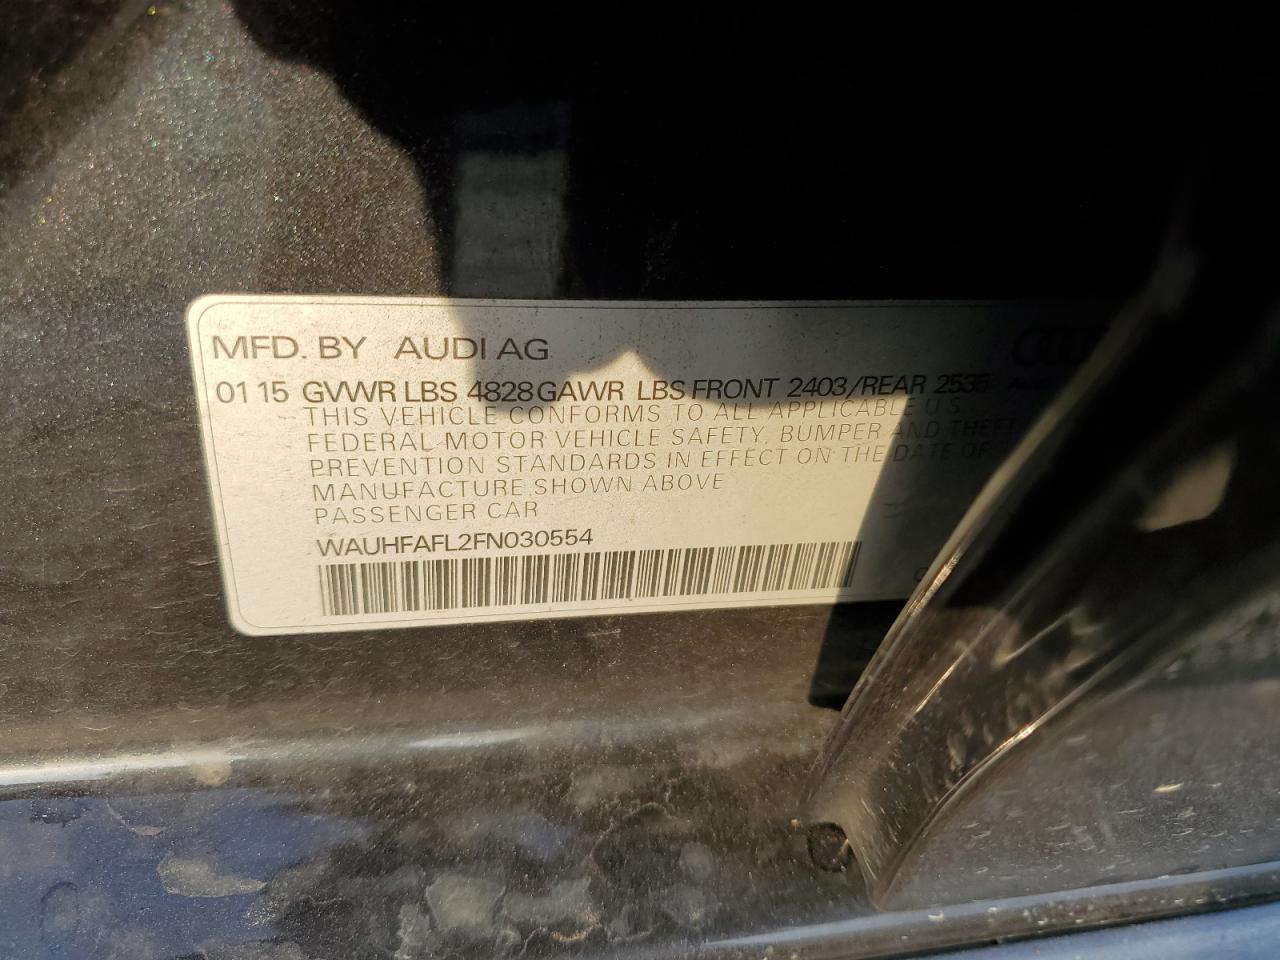 MFD. BY AUDI AG
01 15 GVWR LBS 4828 GAWR LBS FRONT 2403/REAR 2535
THIS VEHICLE CONFORMS TO ALL APPLICABLE U.S.
FEDERAL MOTOR VEHICLE SAFETY, BUMPER AND THEFT
PREVENTION STANDARDS IN EFFECT ON THE DATE OF
MANUFACTURE SHOWN ABOVE
PASSENGER CAR
WAUHFAFL2FN030554